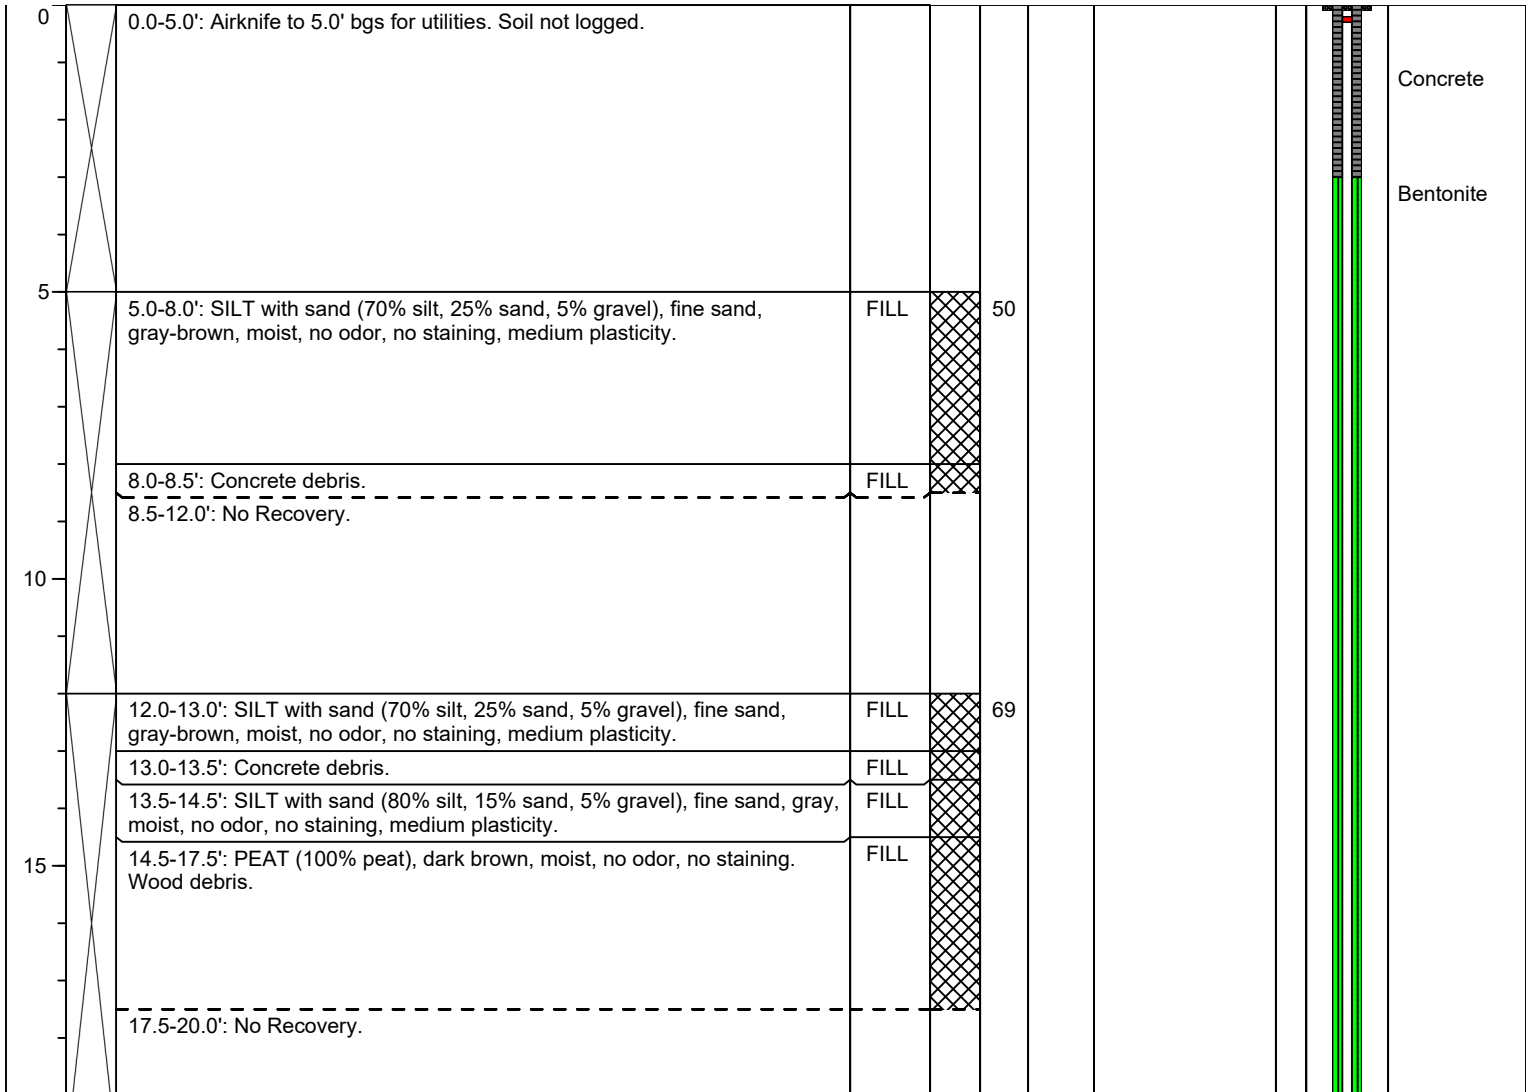 0
0.0-5.0': Airknife to 5.0' bgs for utilities. Soil not logged.
Concrete
Bentonite
5
5.0-8.0': SILT with sand (70% silt, 25% sand, 5% gravel), fine sand,
gray-brown, moist, no odor, no staining, medium plasticity.
FILL
50
8.0-8.5': Concrete debris.
FILL
8.5-12.0': No Recovery.
10
12.0-13.0': SILT with sand (70% silt, 25% sand, 5% gravel), fine sand,
gray-brown, moist, no odor, no staining, medium plasticity.
FILL
69
13.0-13.5': Concrete debris.
FILL
13.5-14.5': SILT with sand (80% silt, 15% sand, 5% gravel), fine sand, gray,
moist, no odor, no staining, medium plasticity.
FILL
15
14.5-17.5': PEAT (100% peat), dark brown, moist, no odor, no staining.
Wood debris.
FILL
17.5-20.0': No Recovery.